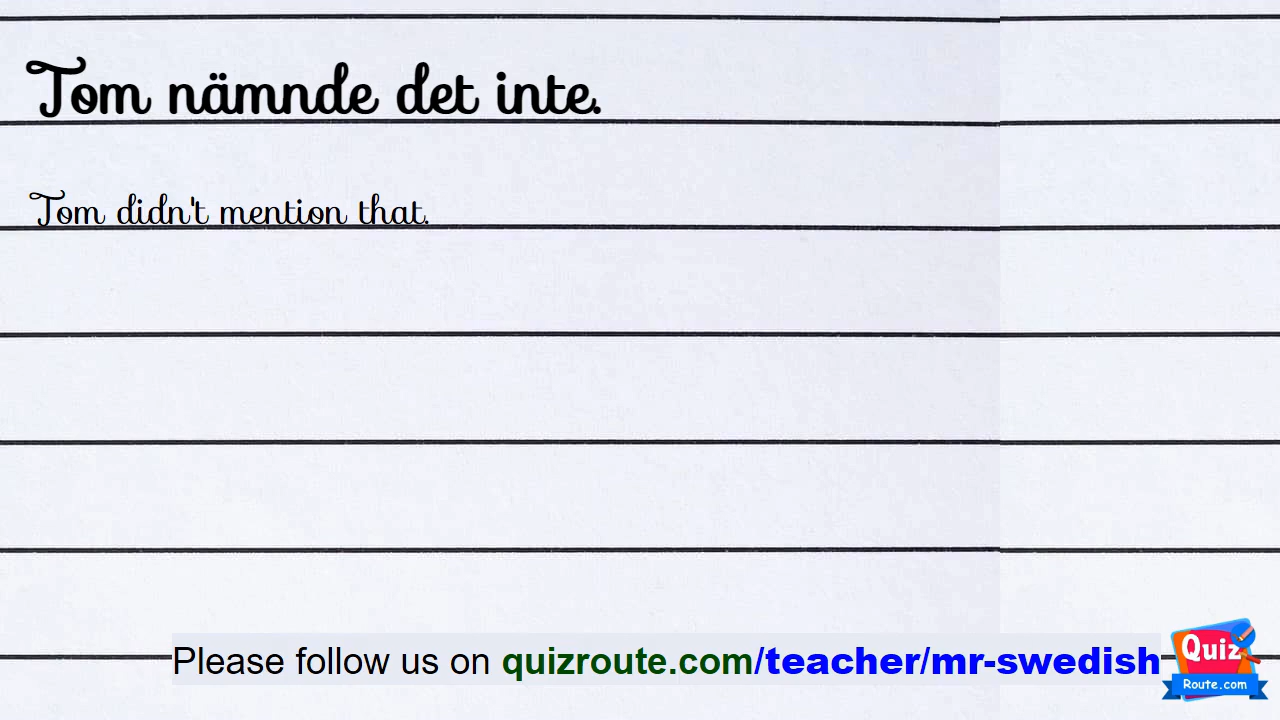 Tom nämnde det inte.
Tom didn't mention that.
Please follow us on quizroute.com/teacher/mr-swedish
Quiz
Route.com